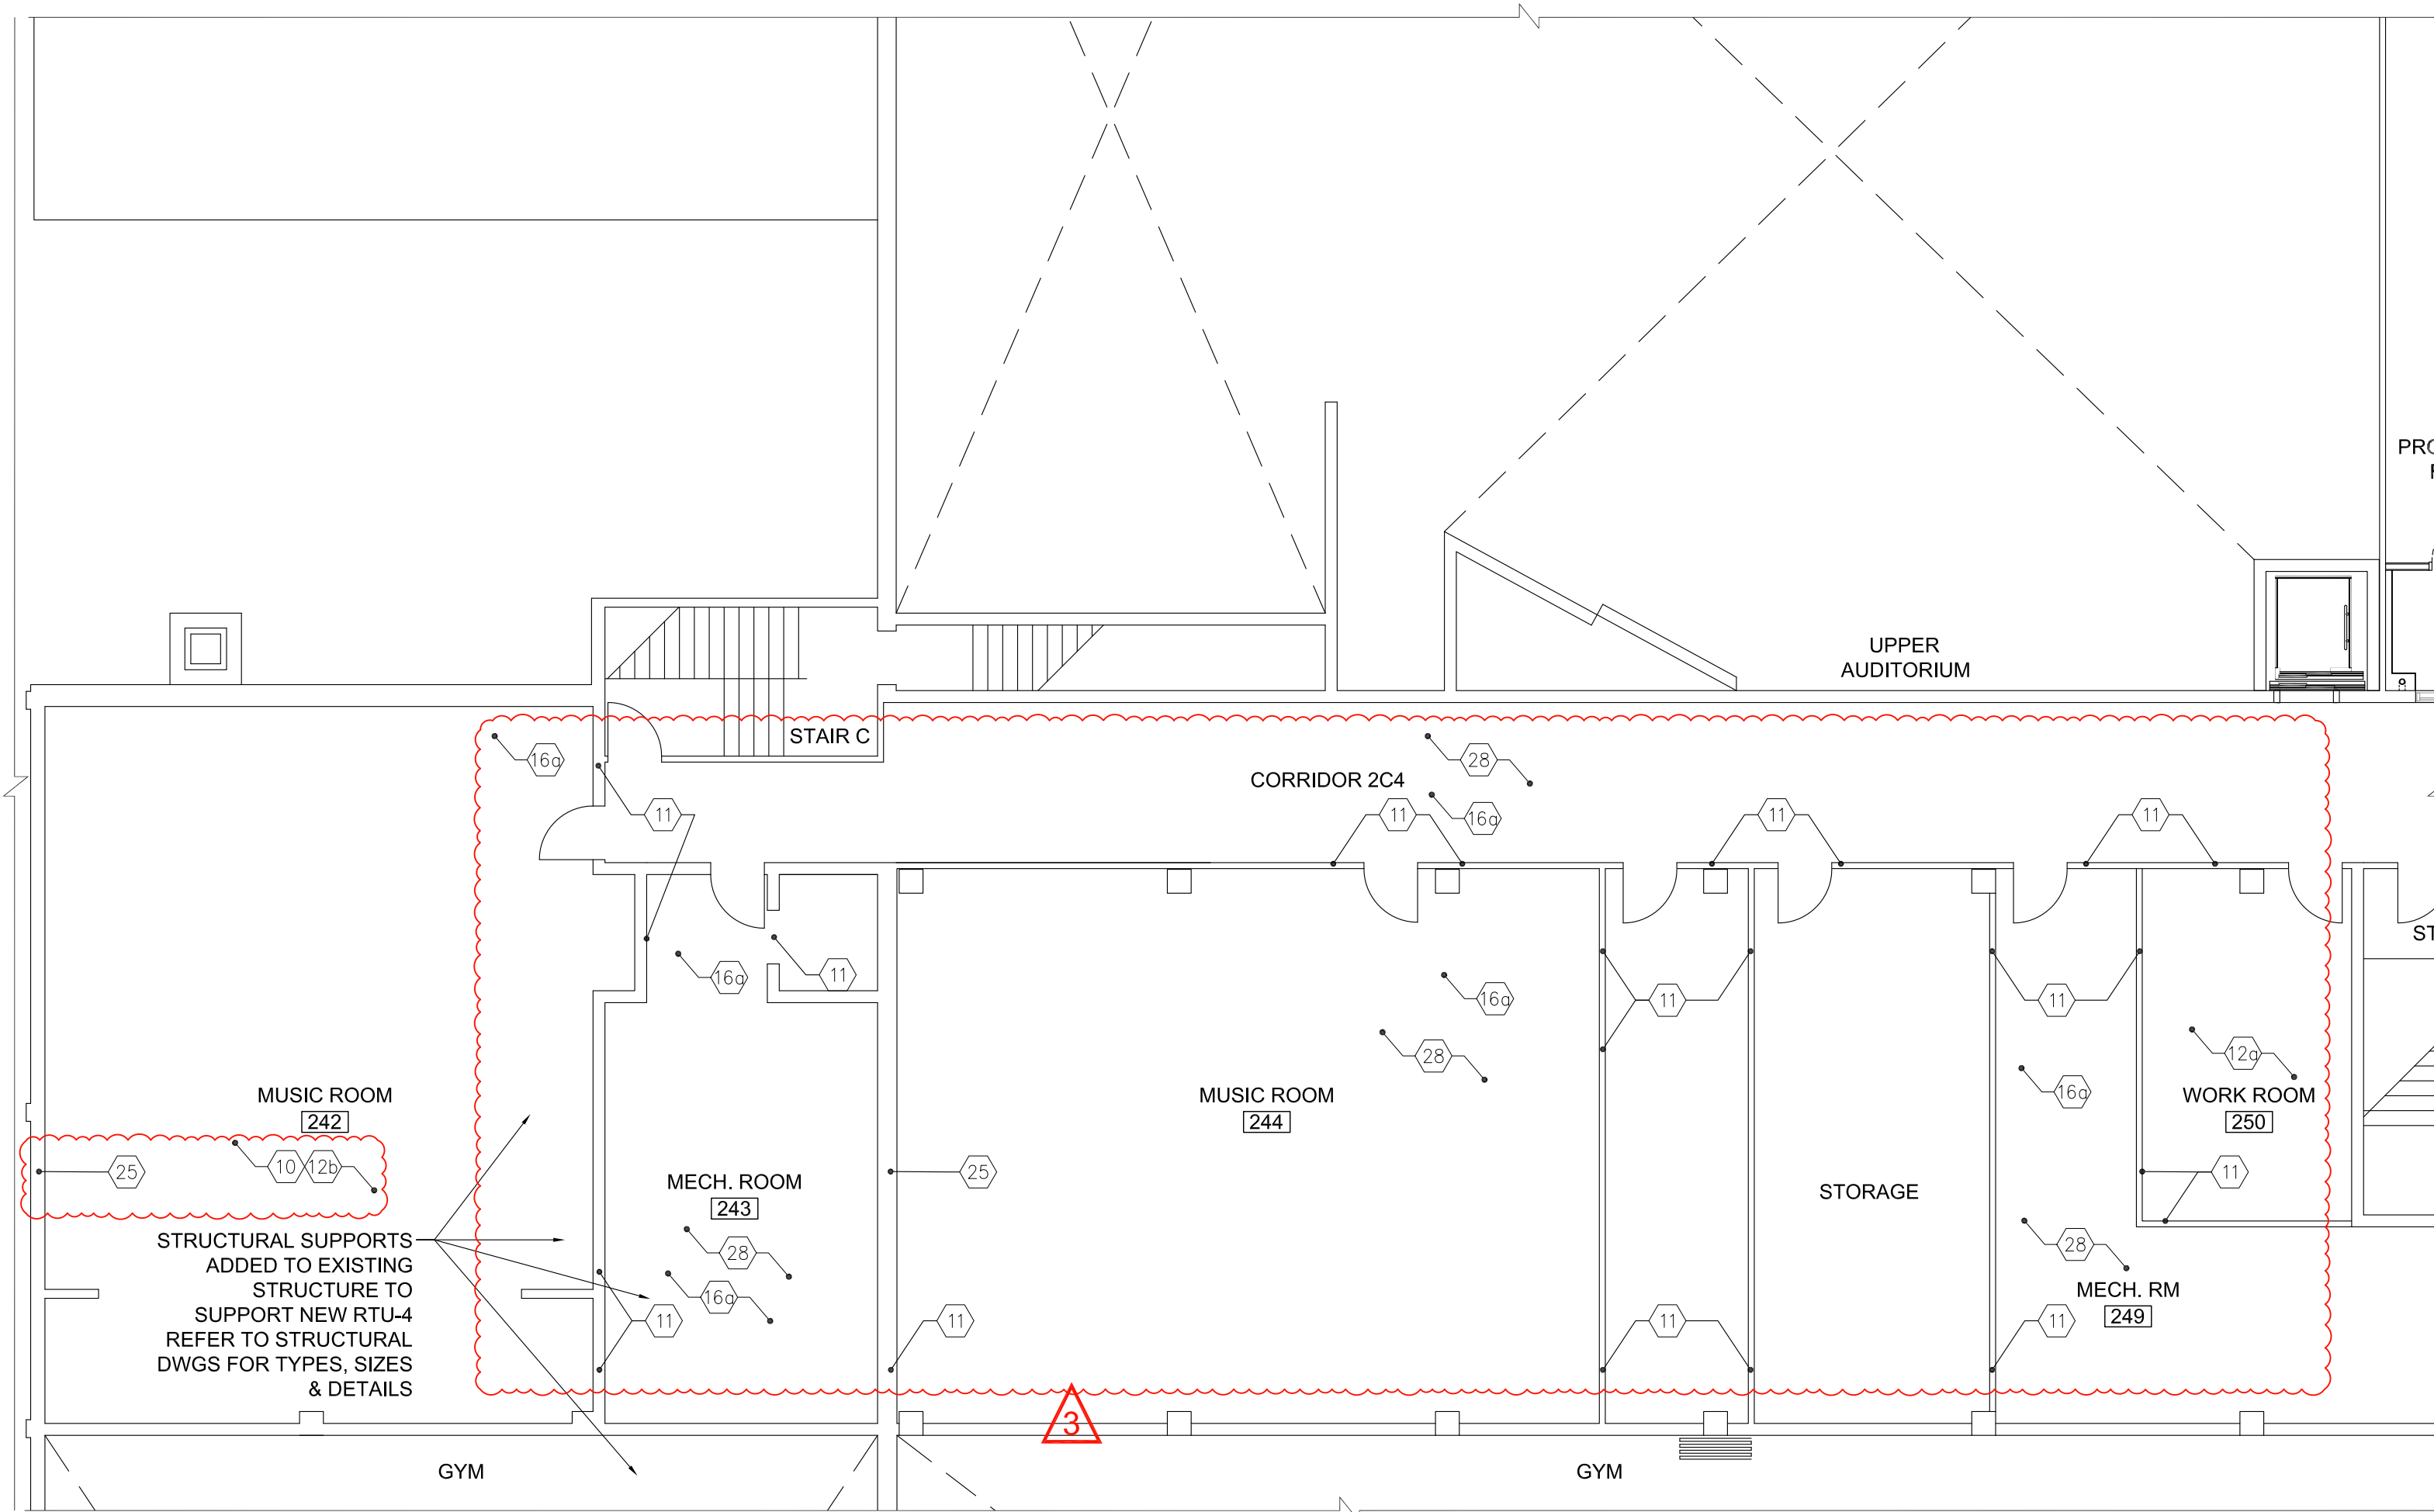 UPPER
AUDITORIUM
STAIR C
16a
28
CORRIDOR 2C4
16a
11
11
11
11
16a
11
16a
11
11
28
12a
16a
MUSIC ROOM
242
MUSIC ROOM
244
WORK ROOM
250
25
10
12b
25
11
MECH. ROOM
243
STORAGE
28
28
16a
MECH. RM
249
11
11
11
11
STRUCTURAL SUPPORTS
ADDED TO EXISTING
STRUCTURE TO
SUPPORT NEW RTU-4
REFER TO STRUCTURAL
DWGS FOR TYPES, SIZES
& DETAILS
3
GYM
GYM